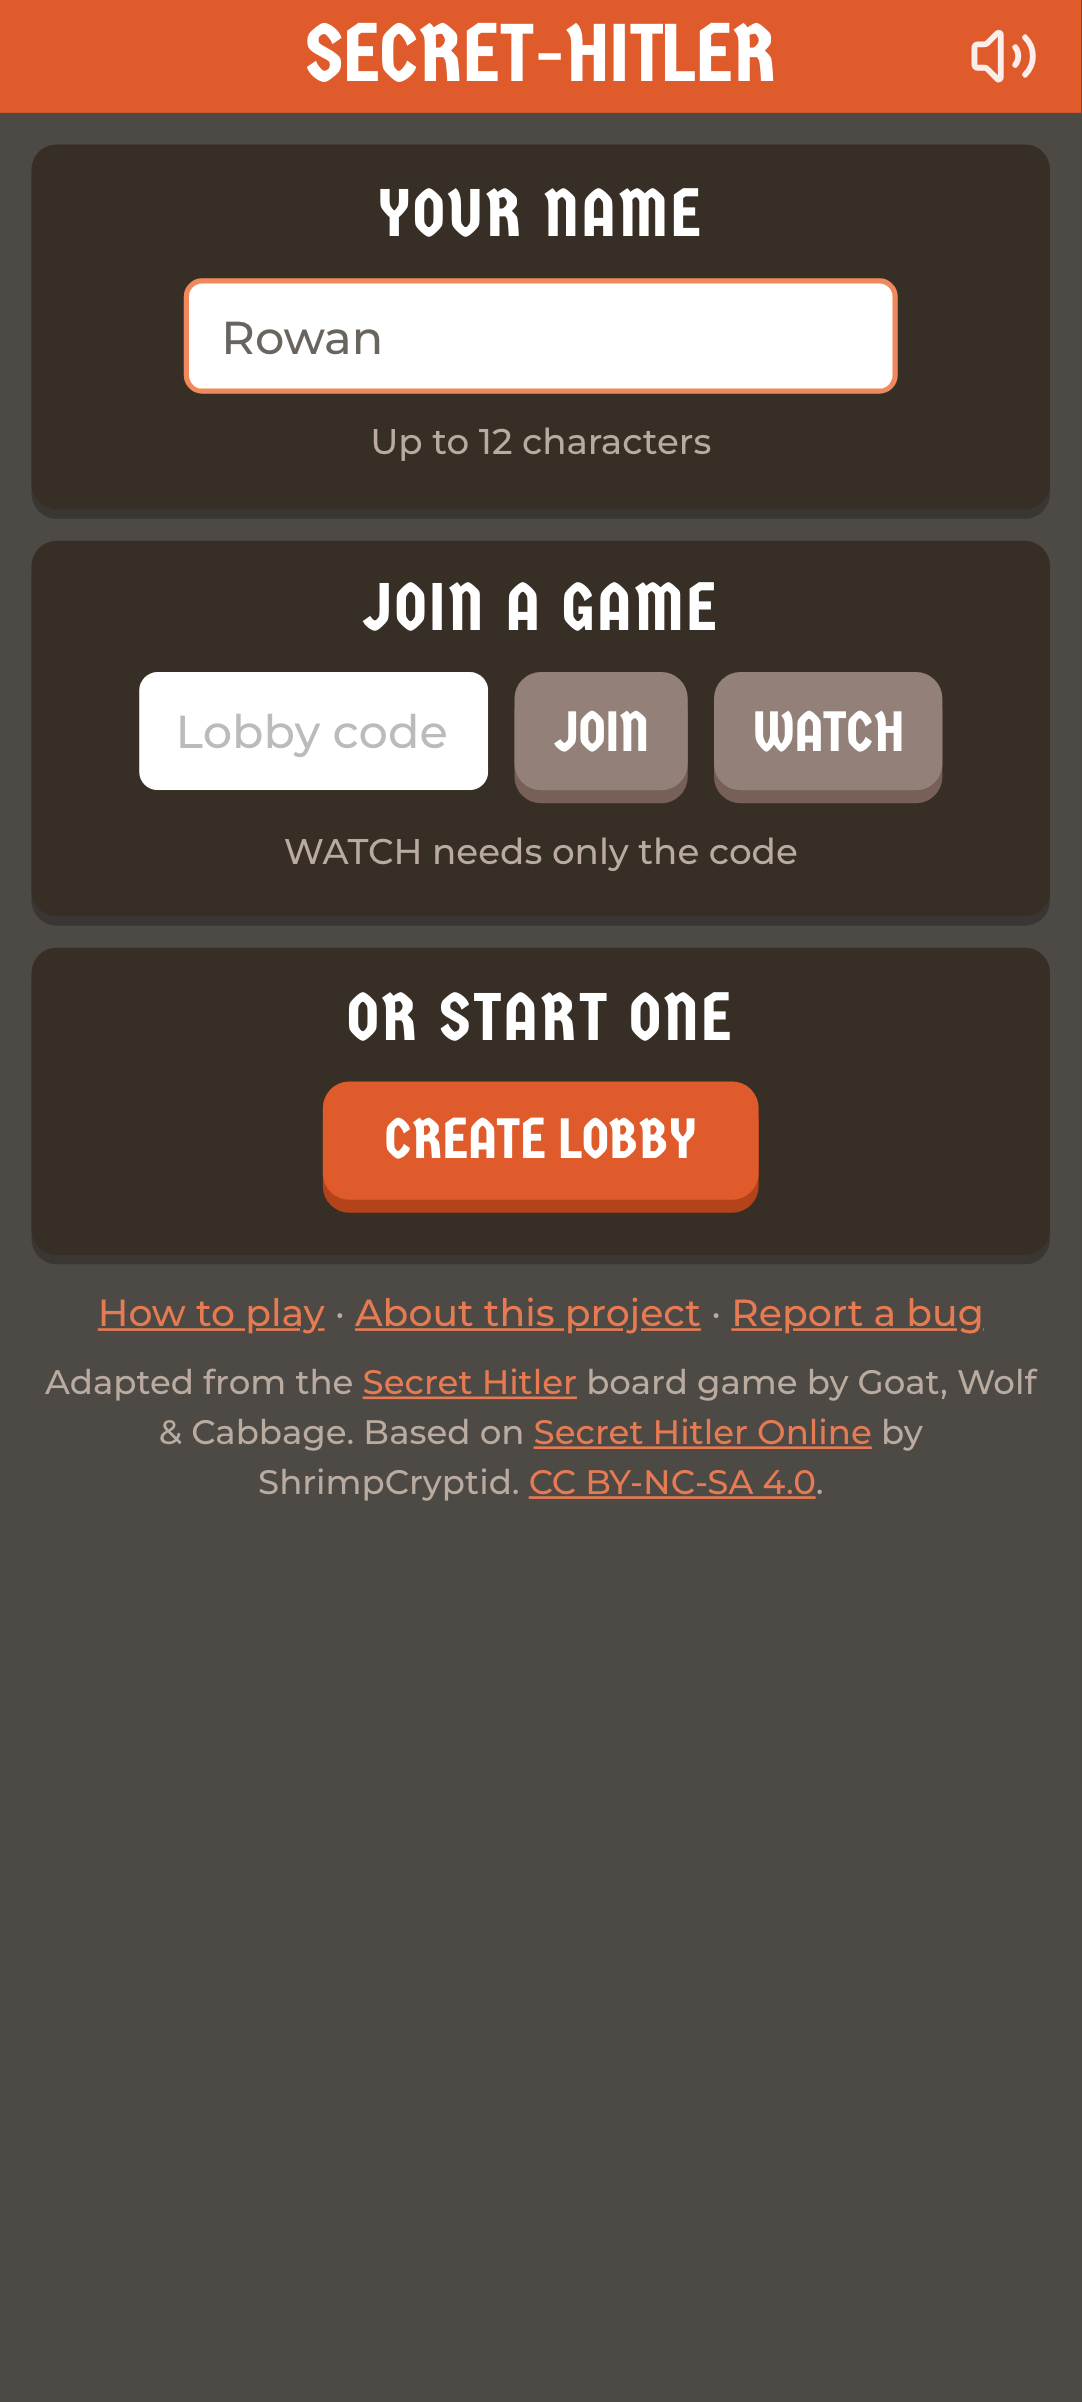 SECRET-HITLER
YOUR NAME
Rowan
Up to 12 characters
JOIN A GAME
Lobby code JOIN WATCH
WATCH needs only the code
OR START ONE
CREATE LOBBY
How to play · About this project · Report a bug
Adapted from the Secret Hitler board game by Goat, Wolf
& Cabbage. Based on Secret Hitler Online by
ShrimpCryptid. CC BY-NC-SA 4.0.